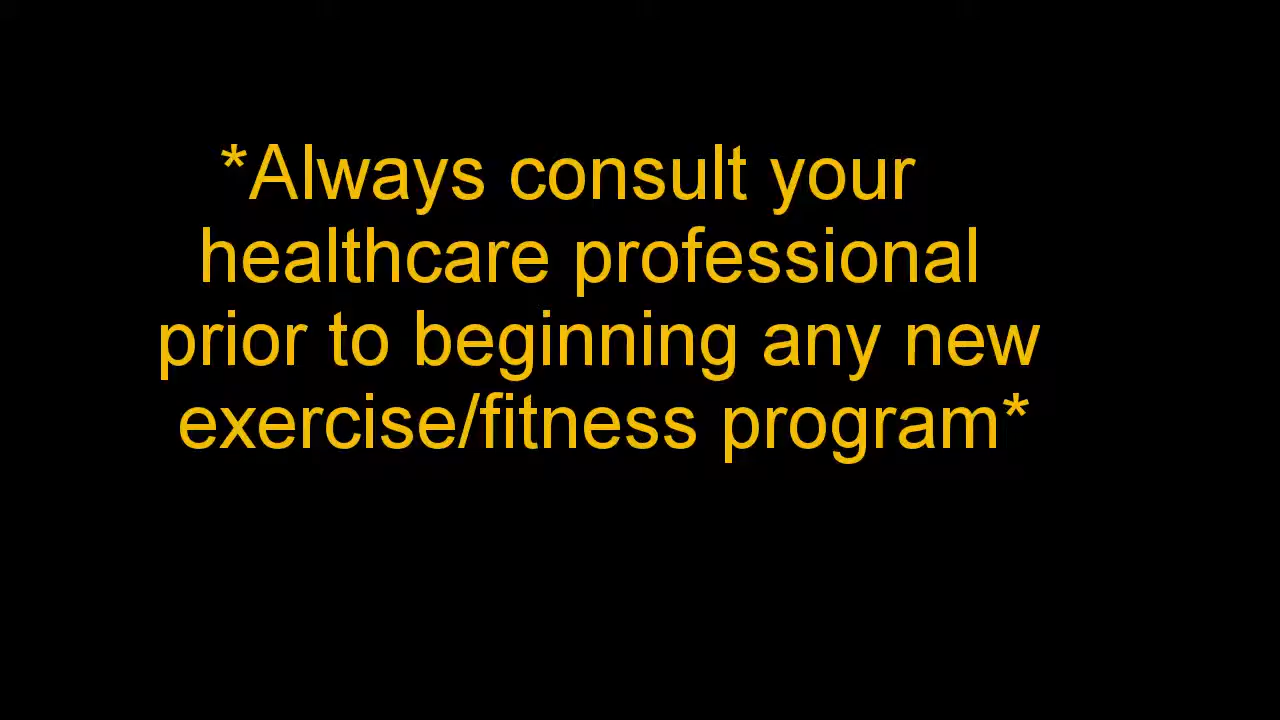 *Always consult your
healthcare professional
prior to beginning any new
exercise/fitness program*